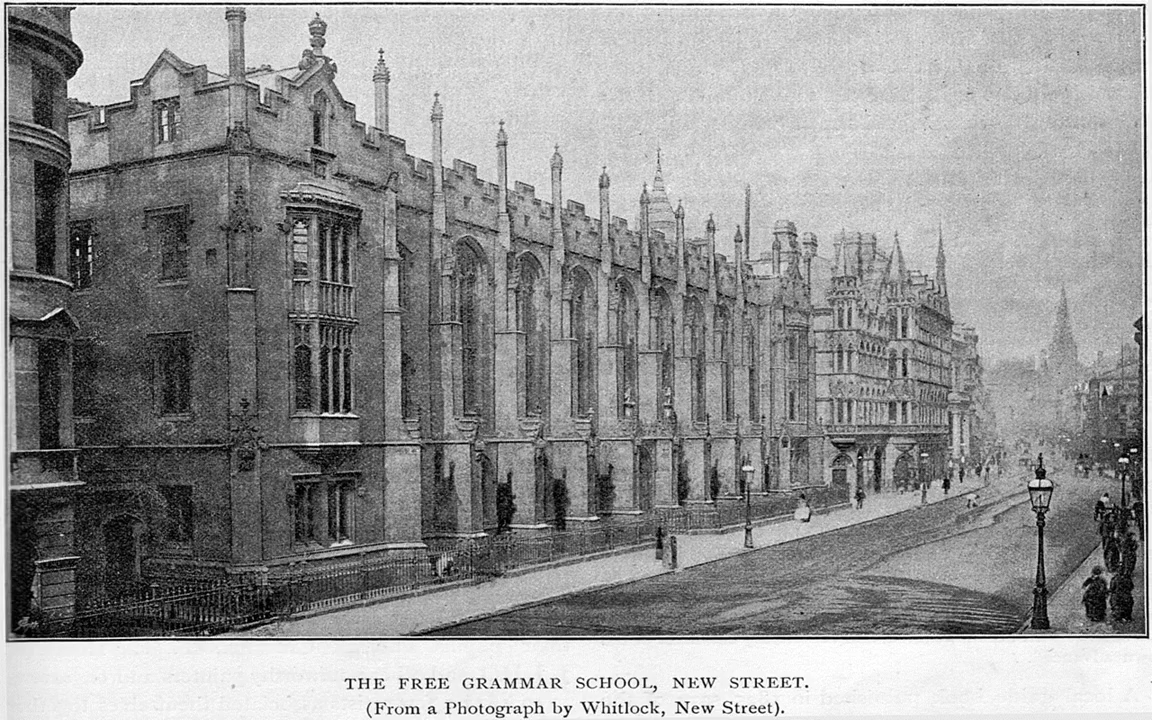 THE FREE GRAMMAR SCHOOL, NEW STREET.
(From a Photograph by Whitlock, New Street).